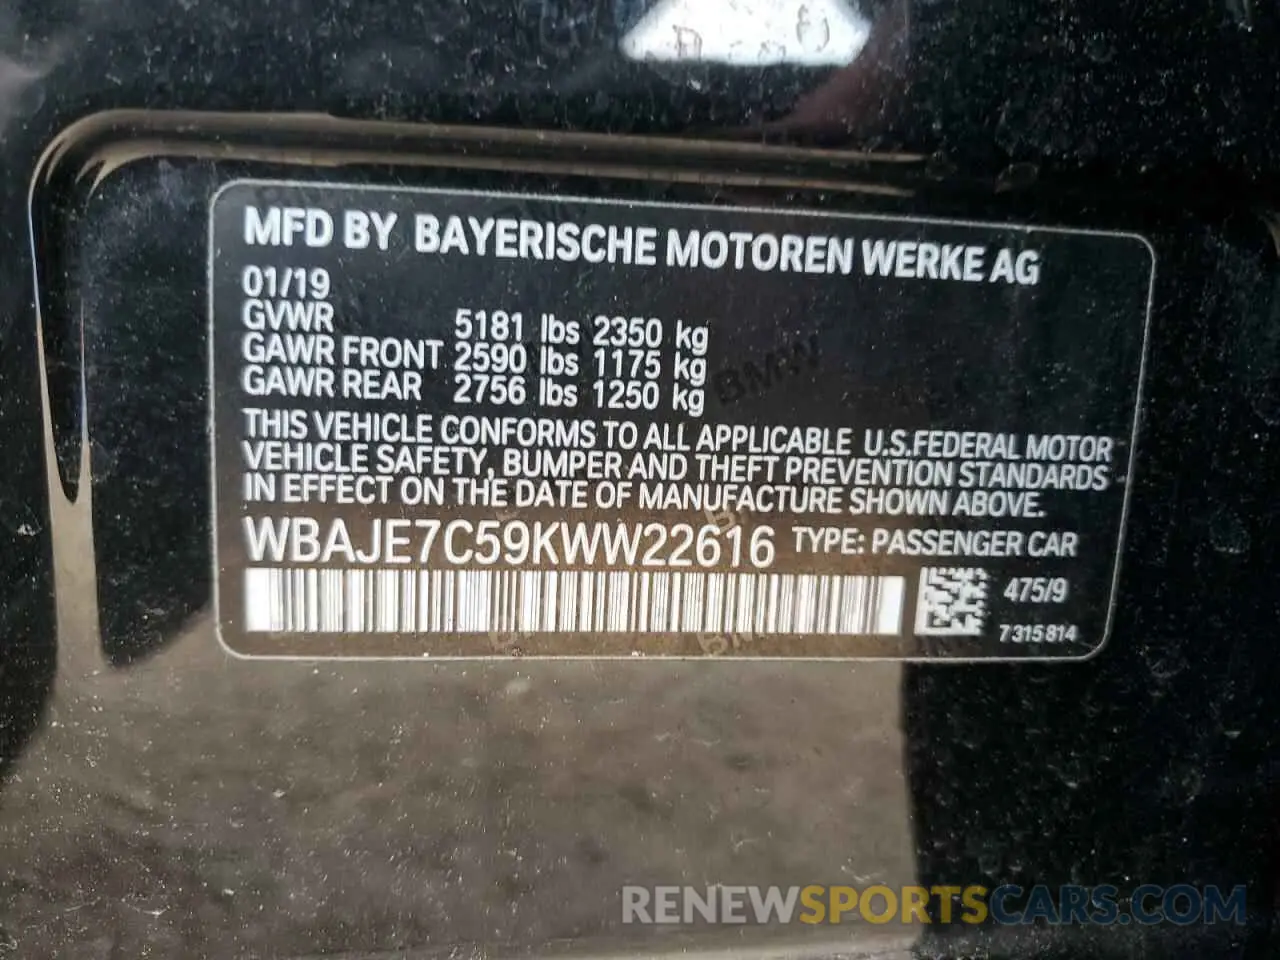 MFD BY BAYERISCHE MOTOREN WERKE AG
01/19
GVWR 5181 lbs 2350 kg
GAWR FRONT 2590 lbs 1175 kg
GAWR REAR 2756 lbs 1250 kg
THIS VEHICLE CONFORMS TO ALL APPLICABLE U.S.FEDERAL MOTOR
VEHICLE SAFETY, BUMPER AND THEFT PREVENTION STANDARDS
IN EFFECT ON THE DATE OF MANUFACTURE SHOWN ABOVE.
WBAJE7C59KWW22616 TYPE: PASSENGER CAR
475/9
7315814
BMW
BMW
RENEWSPORTSCARS.COM